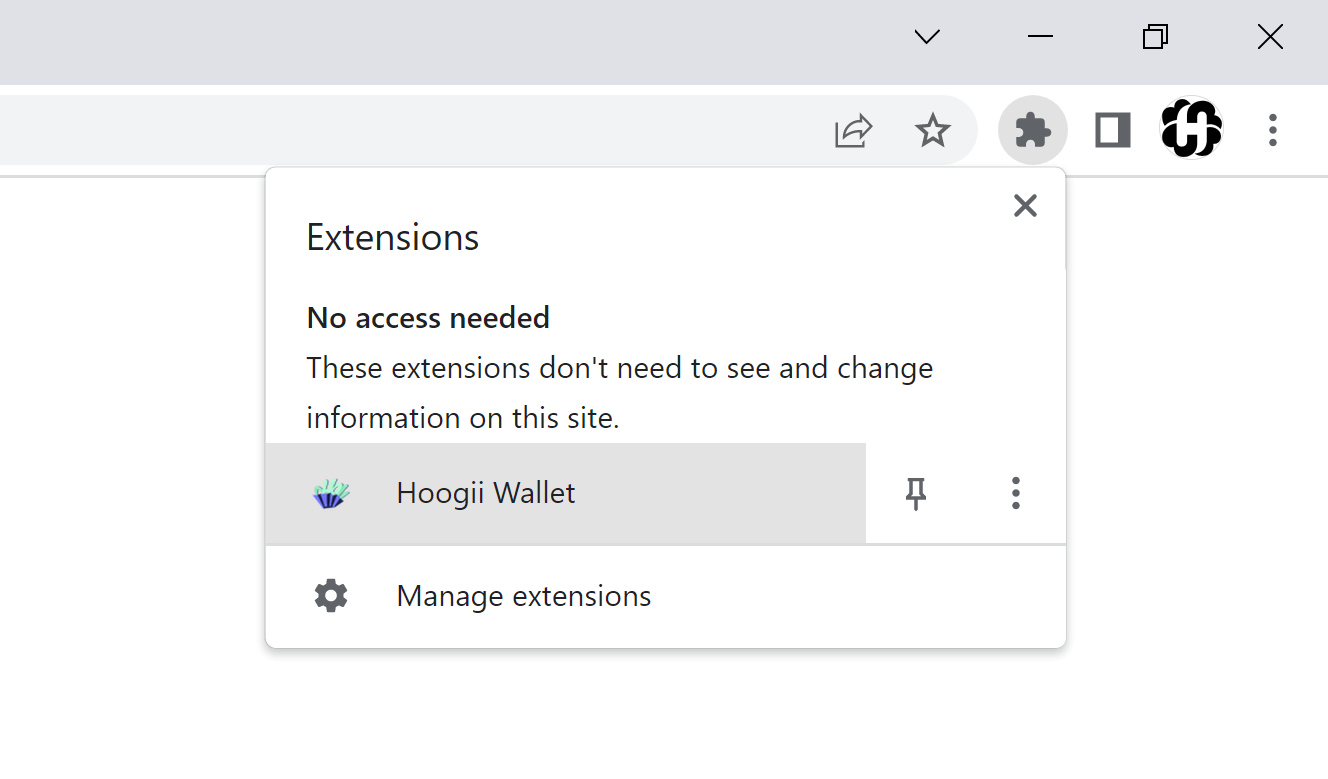 Extensions
No access needed
These extensions don't need to see and change
information on this site.
Hoogii Wallet
Manage extensions